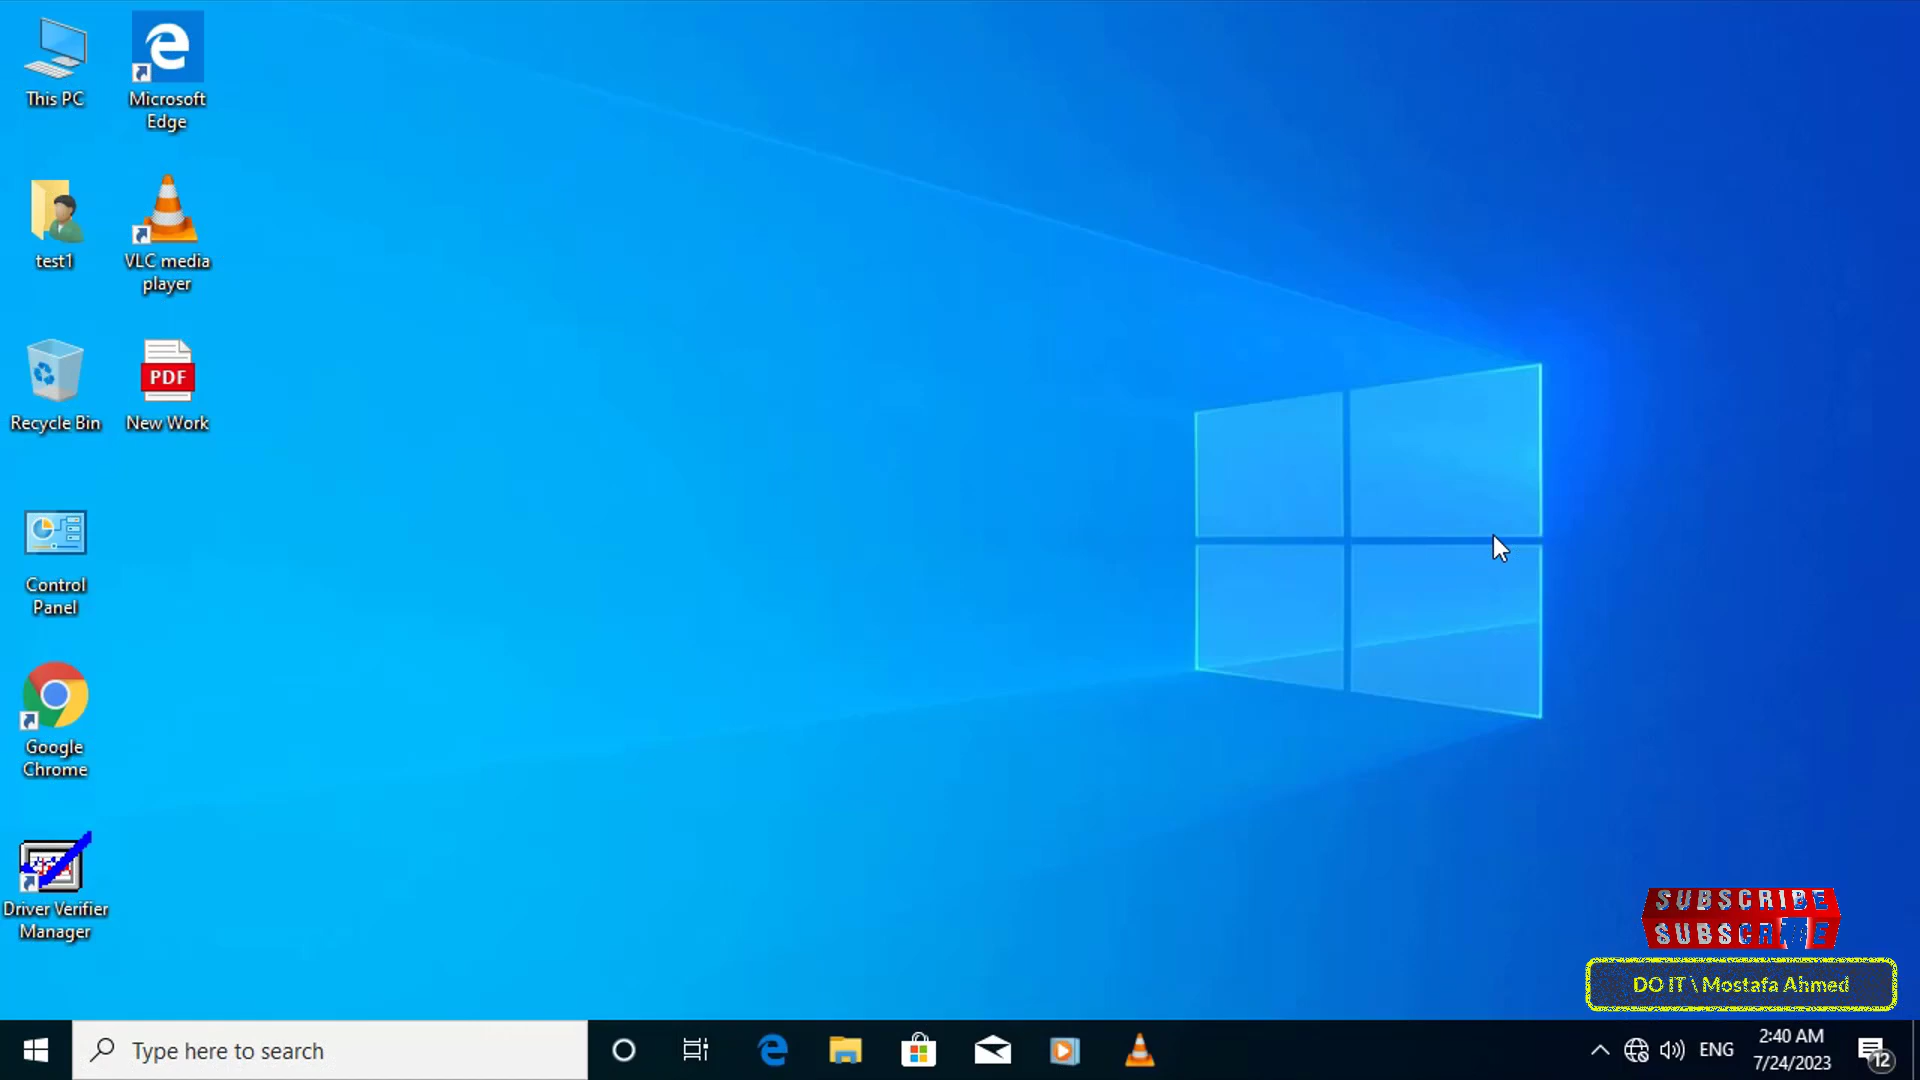 This PC
Microsoft
Edge
test1
VLC media
player
Recycle Bin
PDF
New Work
Control
Panel
Google
Chrome
Driver Verifier
Manager
SUBSCRIBE
SUBSCRIBE
DO IT \ Mostafa Ahmed
Type here to search
ENG
2:40 AM
7/24/2023
12